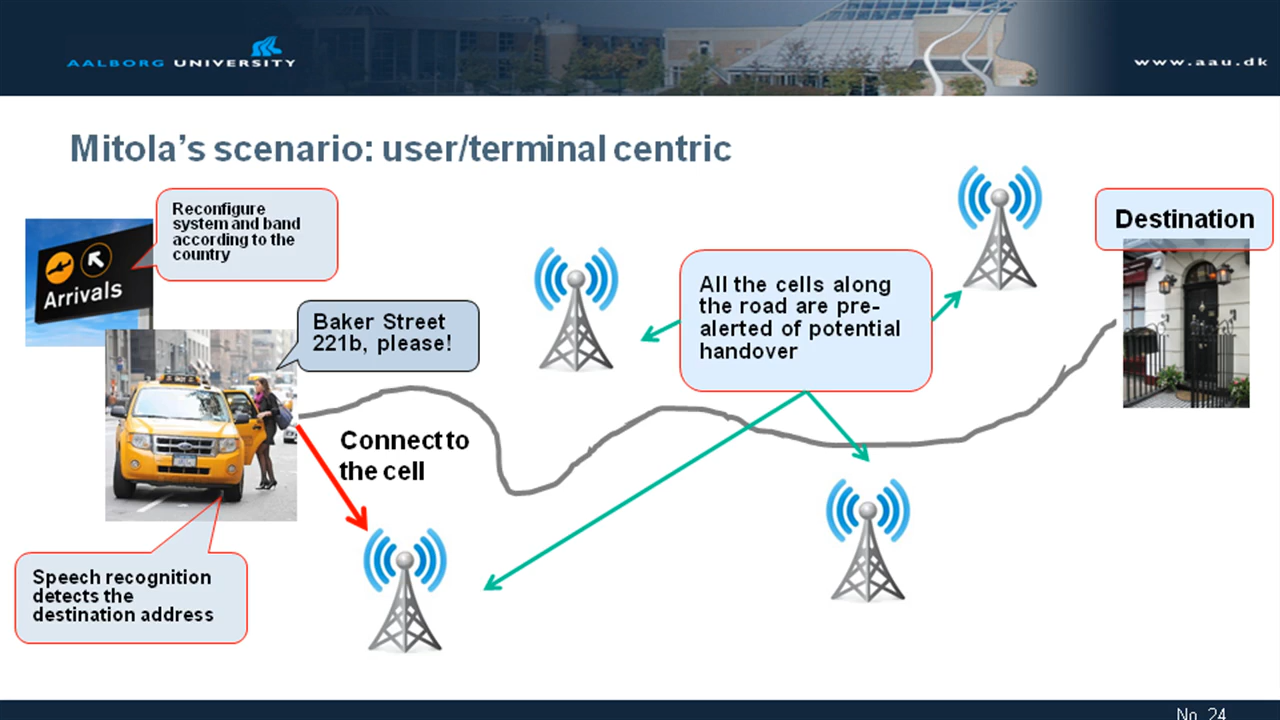 AALBORG UNIVERSITY
www.aau.dk
Mitola's scenario: user/terminal centric
Reconfigure
system and band
according to the
country
Arrivals
Baker Street
221b, please!
Connect to
the cell
Speech recognition
detects the
destination address
All the cells along
the road are pre-
alerted of potential
handover
Destination
No. 24